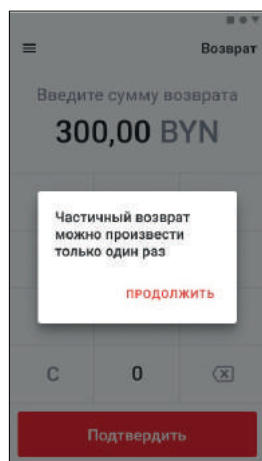 Возврат
Введите сумму возврата
300,00 BYN
Частичный возврат
можно произвести
только один раз
ПРОДОЛЖИТЬ
C 0
Подтвердить